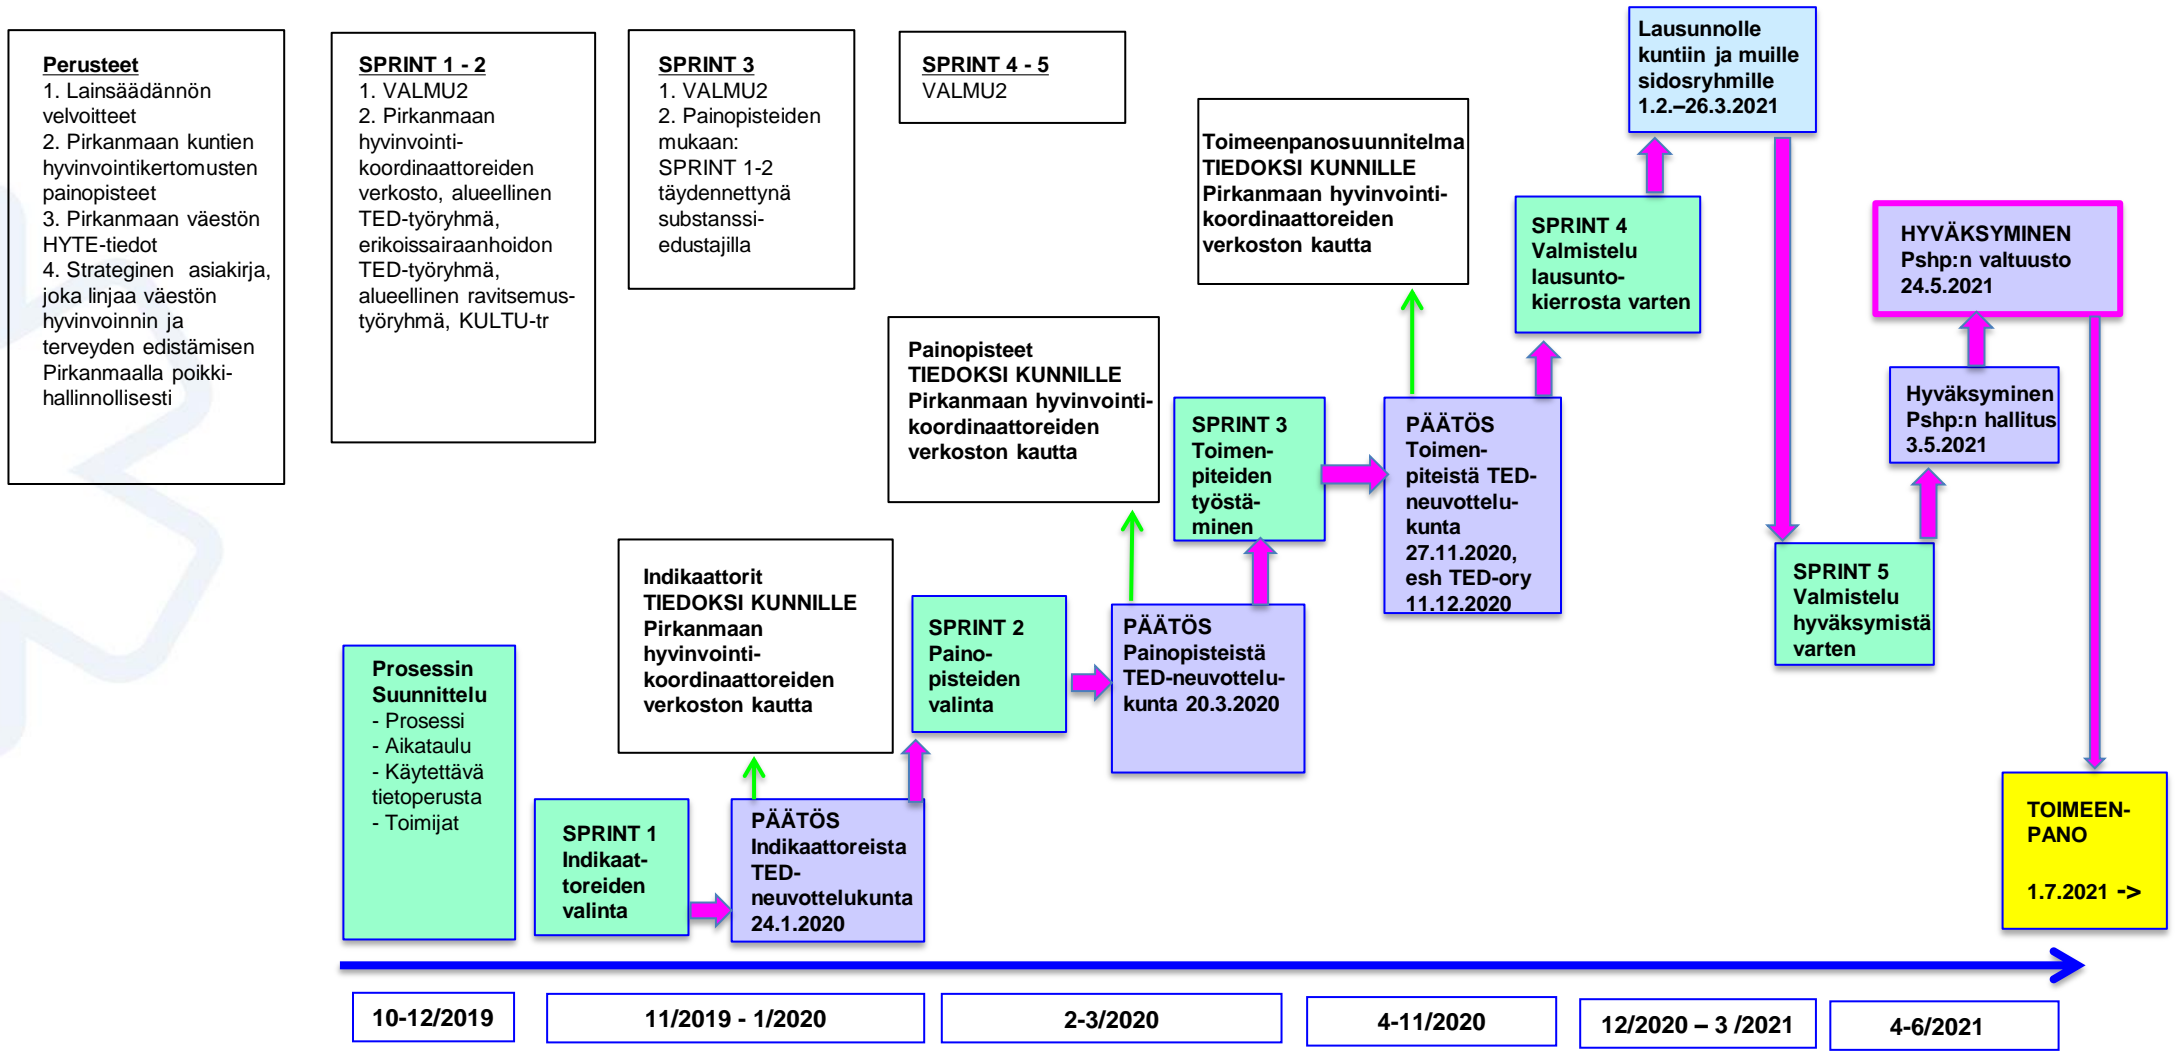 Perusteet
1. Lainsäädännön
velvoitteet
2. Pirkanmaan kuntien
hyvinvointikertomusten
painopisteet
3. Pirkanmaan väestön
HYTE-tiedot
4. Strateginen asiakirja,
joka linjaa väestön
hyvinvoinnin ja
terveyden edistämisen
Pirkanmaalla poikki-
hallinnollisesti
SPRINT 1 - 2
1. VALMU2
2. Pirkanmaan
hyvinvointi-
koordinaattoreiden
verkosto, alueellinen
TED-työryhmä,
erikoissairaanhoidon
TED-työryhmä,
alueellinen ravitsemus-
työryhmä, KULTU-tr
SPRINT 3
1. VALMU2
2. Painopisteiden
mukaan:
SPRINT 1-2
täydennettynä
substanssi-
edustajilla
SPRINT 4 - 5
VALMU2
Toimeenpanosuunnitelma
TIEDOKSI KUNNILLE
Pirkanmaan hyvinvointi-
koordinaattoreiden
verkoston kautta
Lausunnolle
kuntiin ja muille
sidosryhmille
1.2.–26.3.2021
SPRINT 4
Valmistelu
lausunto-
kierrosta varten
HYVÄKSYMINEN
Pshp:n valtuusto
24.5.2021
Hyväksyminen
Pshp:n hallitus
3.5.2021
Painopisteet
TIEDOKSI KUNNILLE
Pirkanmaan hyvinvointi-
koordinaattoreiden
verkoston kautta
SPRINT 3
Toimen-
piteiden
työstä-
minen
PÄÄTÖS
Toimen-
piteistä TED-
neuvottelu-
kunta
27.11.2020,
esh TED-ory
11.12.2020
SPRINT 5
Valmistelu
hyväksymistä
varten
Indikaattorit
TIEDOKSI KUNNILLE
Pirkanmaan
hyvinvointi-
koordinaattoreiden
verkoston kautta
SPRINT 2
Paino-
pisteiden
valinta
PÄÄTÖS
Painopisteistä
TED-neuvottelu-
kunta 20.3.2020
Prosessin
Suunnittelu
- Prosessi
- Aikataulu
- Käytettävä
tietoperusta
- Toimijat
SPRINT 1
Indikaat-
toreiden
valinta
PÄÄTÖS
Indikaattoreista
TED-
neuvottelukunta
24.1.2020
TOIMEEN-
PANO
1.7.2021 ->
10-12/2019
11/2019 - 1/2020
2-3/2020
4-11/2020
12/2020 – 3 /2021
4-6/2021